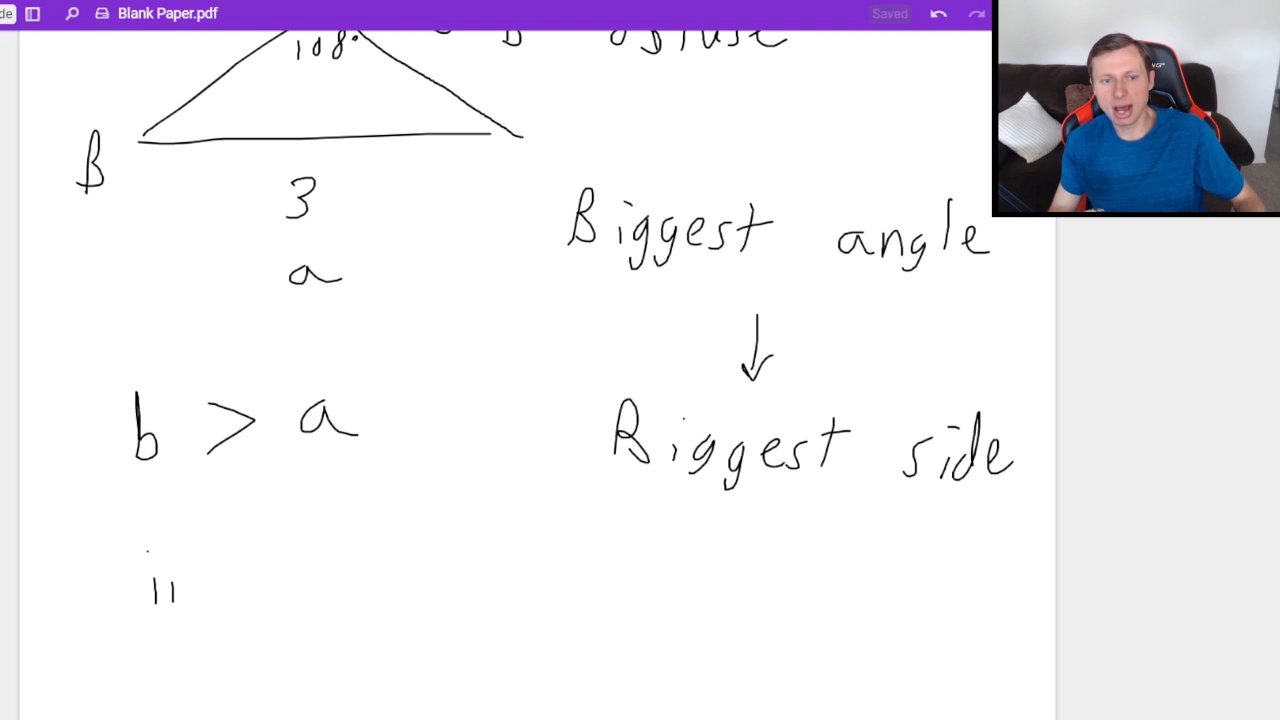 Blank Paper.pdf
Saved
108°
B
3
a
Biggest angle
b > a
Biggest side